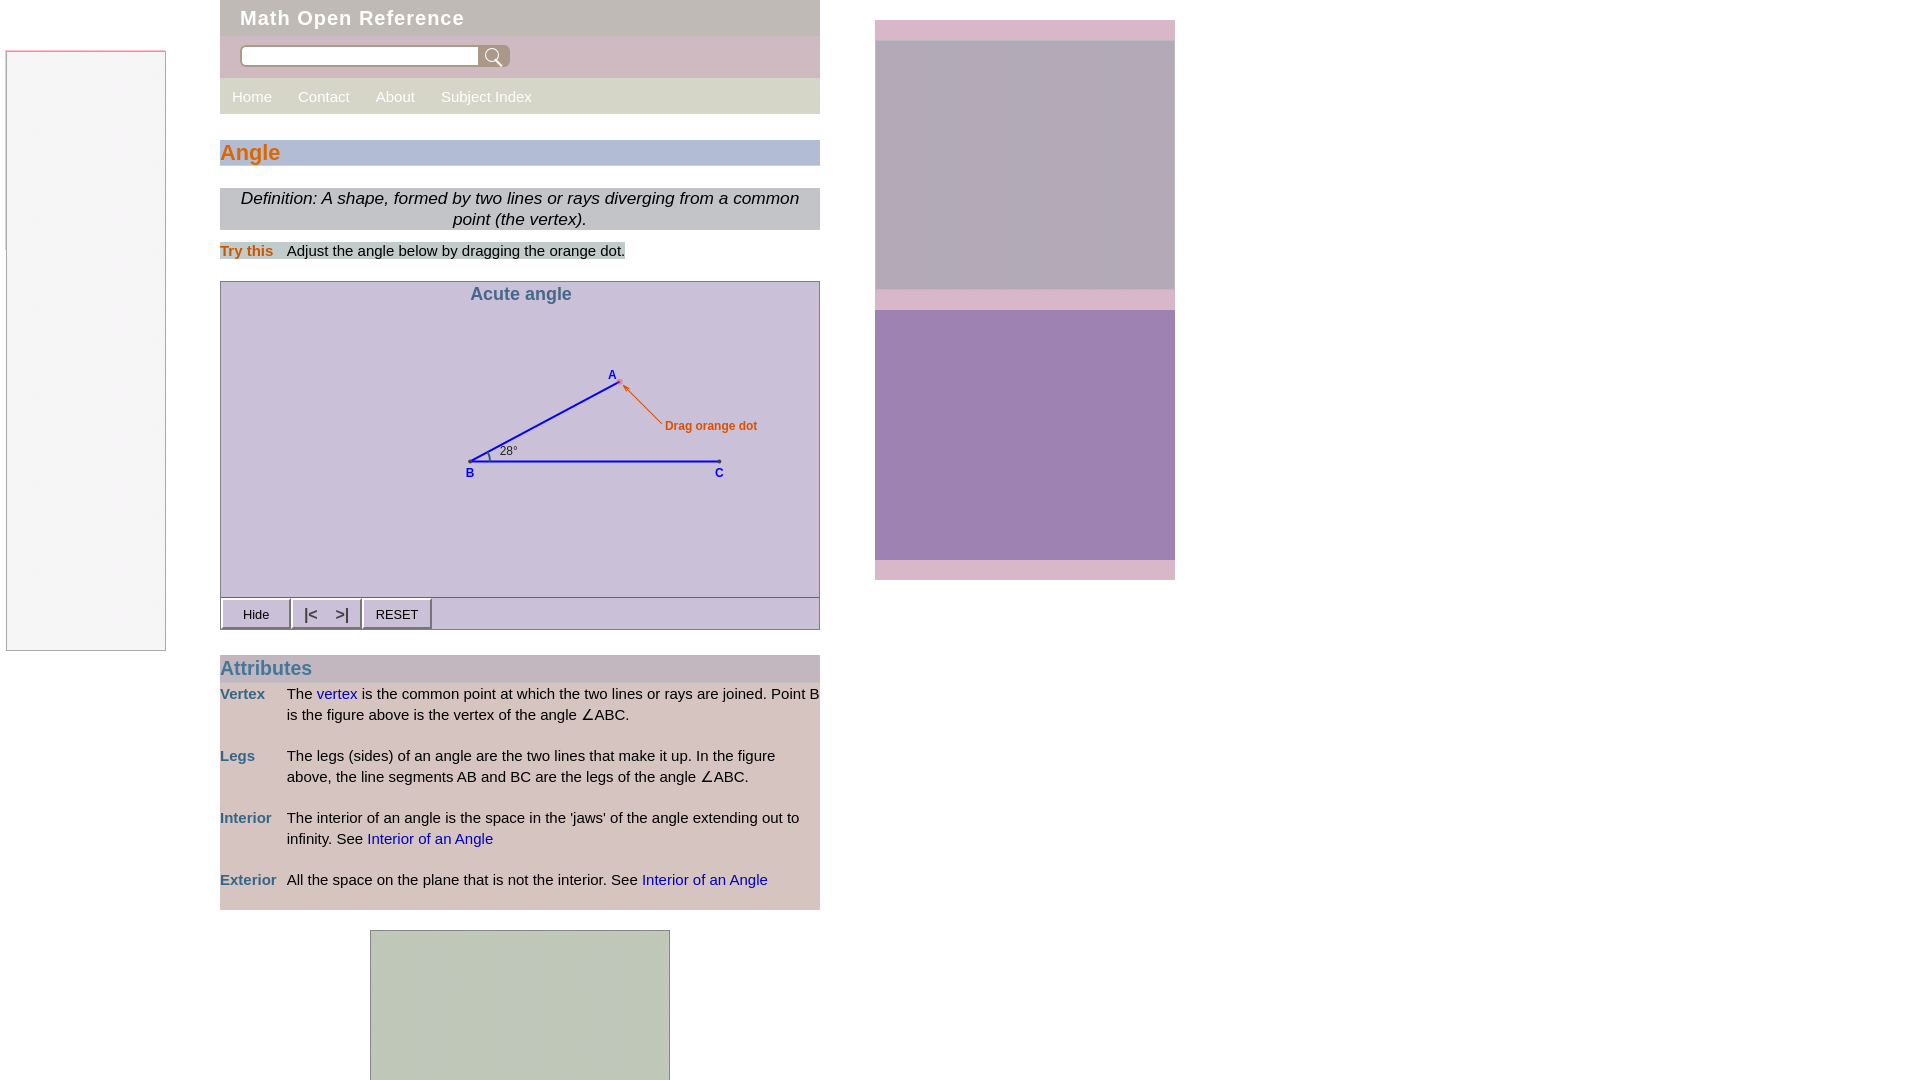 Math Open Reference
Home Contact About Subject Index
Angle
Definition: A shape, formed by two lines or rays diverging from a common
point (the vertex).
Try this Adjust the angle below by dragging the orange dot.
Acute angle
A
Drag orange dot
28°
B C
Hide |< >| RESET
Attributes
Vertex The vertex is the common point at which the two lines or rays are joined. Point B
is the figure above is the vertex of the angle ∠ABC.
Legs The legs (sides) of an angle are the two lines that make it up. In the figure
above, the line segments AB and BC are the legs of the angle ∠ABC.
Interior The interior of an angle is the space in the 'jaws' of the angle extending out to
infinity. See Interior of an Angle
Exterior All the space on the plane that is not the interior. See Interior of an Angle